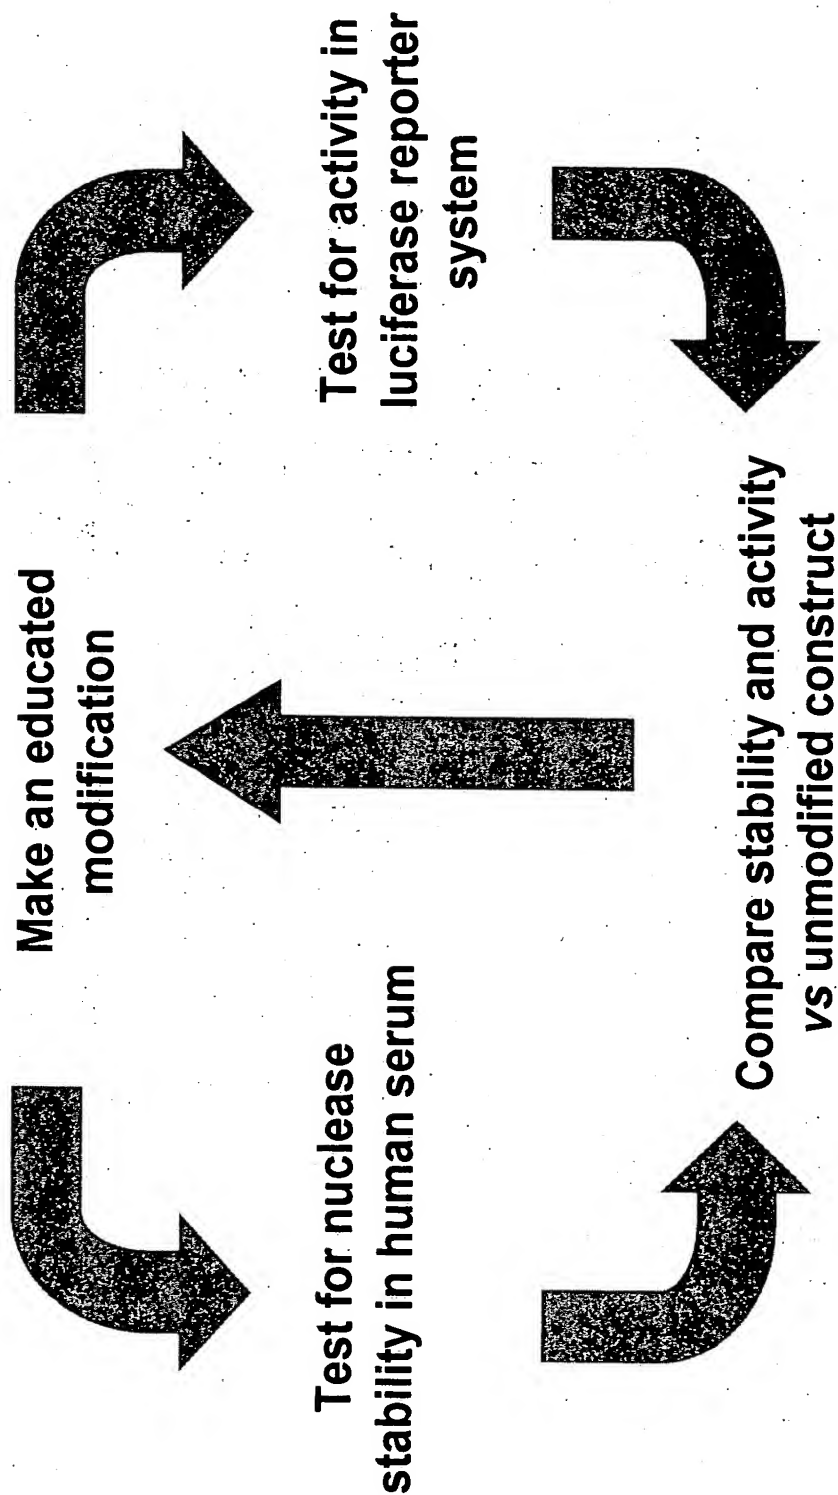 Make an educated
modification
Test for nuclease
stability in human serum
Test for activity in
luciferase reporter
system
Compare stability and activity
vs unmodified construct